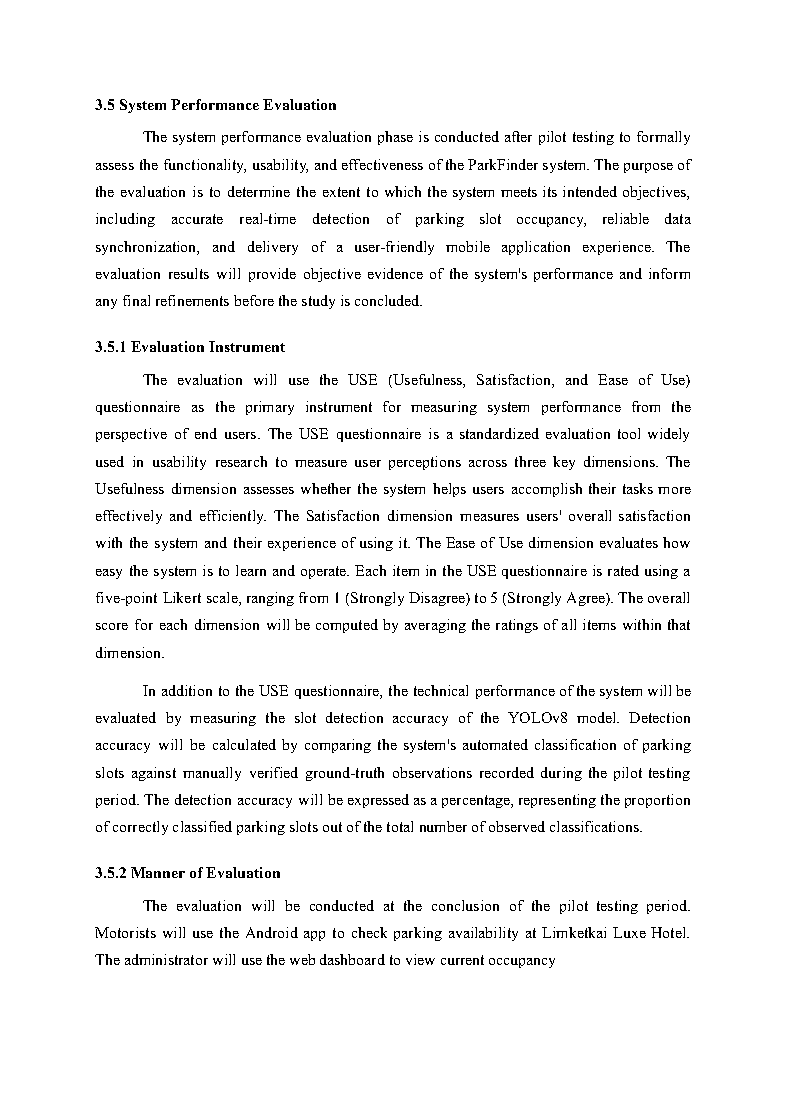 3.5 System Performance Evaluation
The system performance evaluation phase is conducted after pilot testing to formally
assess the functionality, usability, and effectiveness of the ParkFinder system. The purpose of
the evaluation is to determine the extent to which the system meets its intended objectives,
including accurate real-time detection of parking slot occupancy, reliable data
synchronization, and delivery of a user-friendly mobile application experience. The
evaluation results will provide objective evidence of the system's performance and inform
any final refinements before the study is concluded.
3.5.1 Evaluation Instrument
The evaluation will use the USE (Usefulness, Satisfaction, and Ease of Use)
questionnaire as the primary instrument for measuring system performance from the
perspective of end users. The USE questionnaire is a standardized evaluation tool widely
used in usability research to measure user perceptions across three key dimensions. The
Usefulness dimension assesses whether the system helps users accomplish their tasks more
effectively and efficiently. The Satisfaction dimension measures users' overall satisfaction
with the system and their experience of using it. The Ease of Use dimension evaluates how
easy the system is to learn and operate. Each item in the USE questionnaire is rated using a
five-point Likert scale, ranging from 1 (Strongly Disagree) to 5 (Strongly Agree). The overall
score for each dimension will be computed by averaging the ratings of all items within that
dimension.
In addition to the USE questionnaire, the technical performance of the system will be
evaluated by measuring the slot detection accuracy of the YOLOv8 model. Detection
accuracy will be calculated by comparing the system's automated classification of parking
slots against manually verified ground-truth observations recorded during the pilot testing
period. The detection accuracy will be expressed as a percentage, representing the proportion
of correctly classified parking slots out of the total number of observed classifications.
3.5.2 Manner of Evaluation
The evaluation will be conducted at the conclusion of the pilot testing period.
Motorists will use the Android app to check parking availability at Limketkai Luxe Hotel.
The administrator will use the web dashboard to view current occupancy